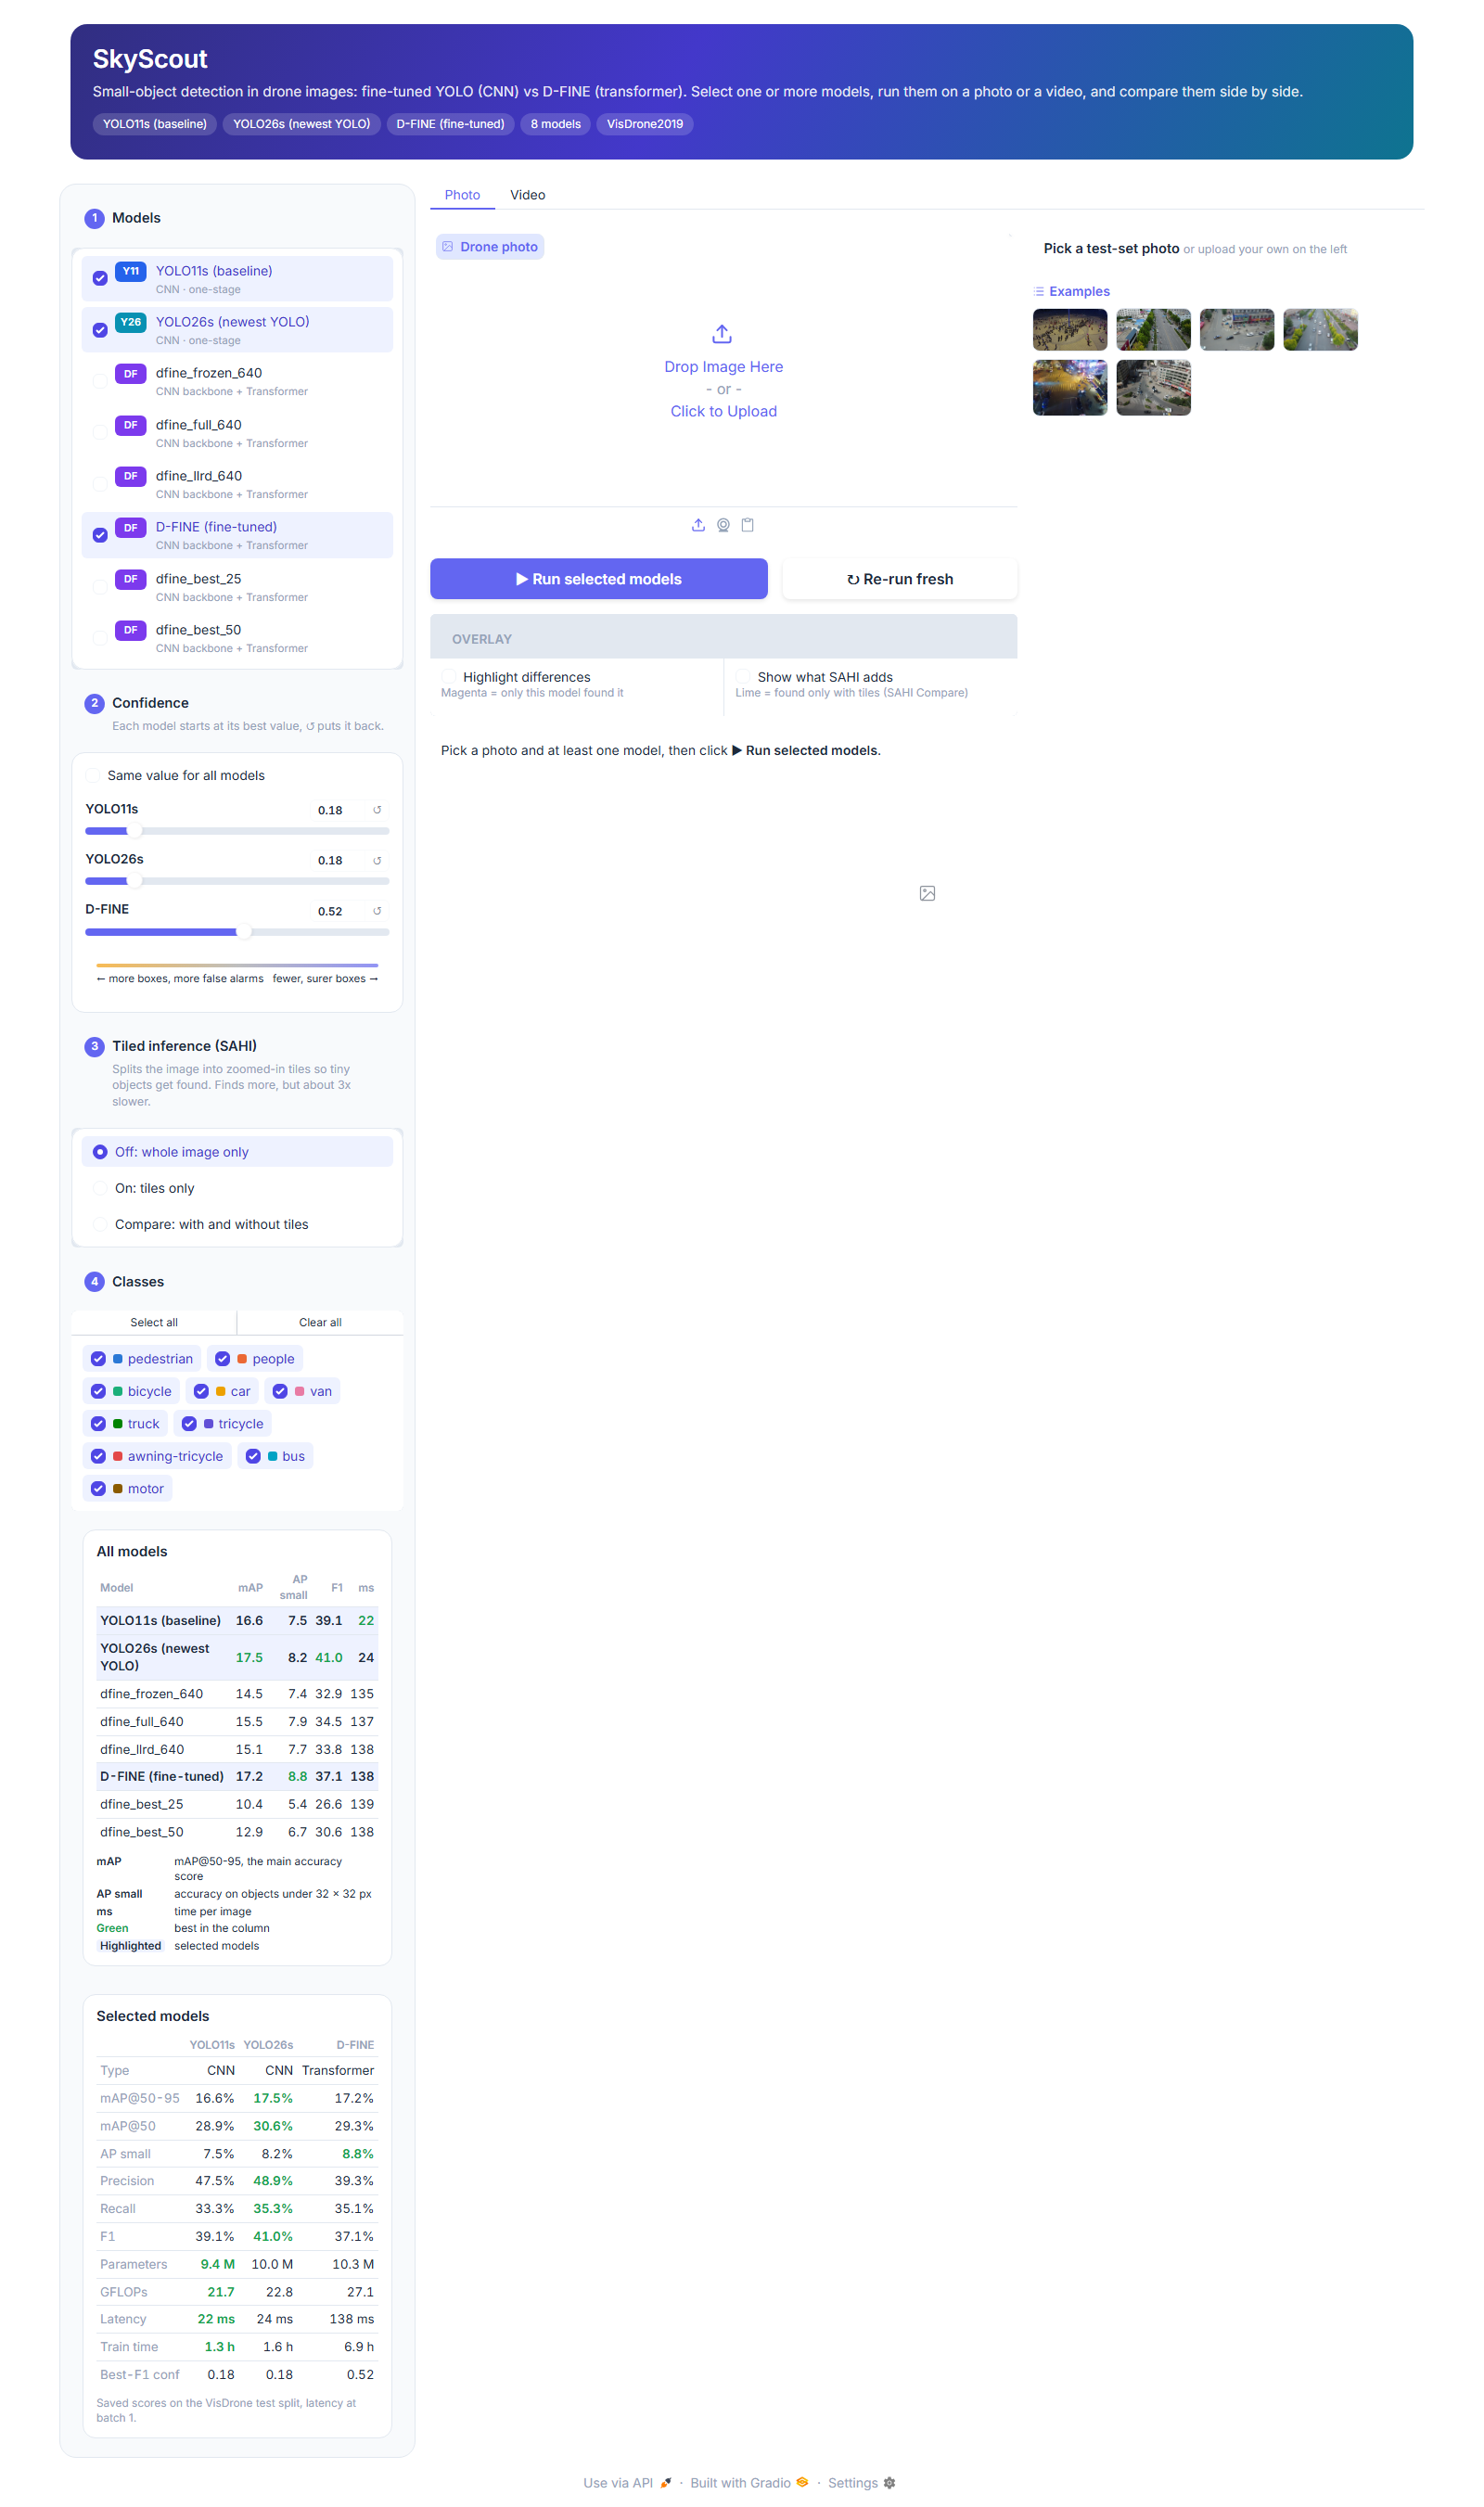 SkyScout
Small-object detection in drone images: fine-tuned YOLO (CNN) vs D-FINE (transformer). Select one or more models, run them on a photo or a video, and compare them side by side.
YOLO11s (baseline) YOLO26s (newest YOLO) D-FINE (fine-tuned) 8 models VisDrone2019
1 Models
Y11 YOLO11s (baseline)
CNN · one-stage
Y26 YOLO26s (newest YOLO)
CNN · one-stage
DF dfine_frozen_640
CNN backbone + Transformer
DF dfine_full_640
CNN backbone + Transformer
DF dfine_llrd_640
CNN backbone + Transformer
DF D-FINE (fine-tuned)
CNN backbone + Transformer
DF dfine_best_25
CNN backbone + Transformer
DF dfine_best_50
CNN backbone + Transformer
2 Confidence
Each model starts at its best value, ↺ puts it back.
Same value for all models
YOLO11s 0.18 ↺
YOLO26s 0.18 ↺
D-FINE 0.52 ↺
← more boxes, more false alarms fewer, surer boxes →
3 Tiled inference (SAHI)
Splits the image into zoomed-in tiles so tiny
objects get found. Finds more, but about 3x
slower.
Off: whole image only
On: tiles only
Compare: with and without tiles
4 Classes
Select all Clear all
pedestrian people
bicycle car van
truck tricycle
awning-tricycle bus
motor
All models
Model mAP AP small F1 ms
YOLO11s (baseline) 16.6 7.5 39.1 22
YOLO26s (newest YOLO) 17.5 8.2 41.0 24
dfine_frozen_640 14.5 7.4 32.9 135
dfine_full_640 15.5 7.9 34.5 137
dfine_llrd_640 15.1 7.7 33.8 138
D-FINE (fine-tuned) 17.2 8.8 37.1 138
dfine_best_25 10.4 5.4 26.6 139
dfine_best_50 12.9 6.7 30.6 138
mAP mAP@50-95, the main accuracy score
AP small accuracy on objects under 32 × 32 px
ms time per image
Green best in the column
Highlighted selected models
Selected models
YOLO11s YOLO26s D-FINE
Type CNN CNN Transformer
mAP@50-95 16.6% 17.5% 17.2%
mAP@50 28.9% 30.6% 29.3%
AP small 7.5% 8.2% 8.8%
Precision 47.5% 48.9% 39.3%
Recall 33.3% 35.3% 35.1%
F1 39.1% 41.0% 37.1%
Parameters 9.4 M 10.0 M 10.3 M
GFLOPs 21.7 22.8 27.1
Latency 22 ms 24 ms 138 ms
Train time 1.3 h 1.6 h 6.9 h
Best-F1 conf 0.18 0.18 0.52
Saved scores on the VisDrone test split, latency at
batch 1.
Photo Video
Drone photo
Drop Image Here
- or -
Click to Upload
▶ Run selected models ↻ Re-run fresh
OVERLAY
Highlight differences
Magenta = only this model found it
Show what SAHI adds
Lime = found only with tiles (SAHI Compare)
Pick a photo and at least one model, then click ▶ Run selected models.
Pick a test-set photo or upload your own on the left
Examples
Use via API · Built with Gradio · Settings